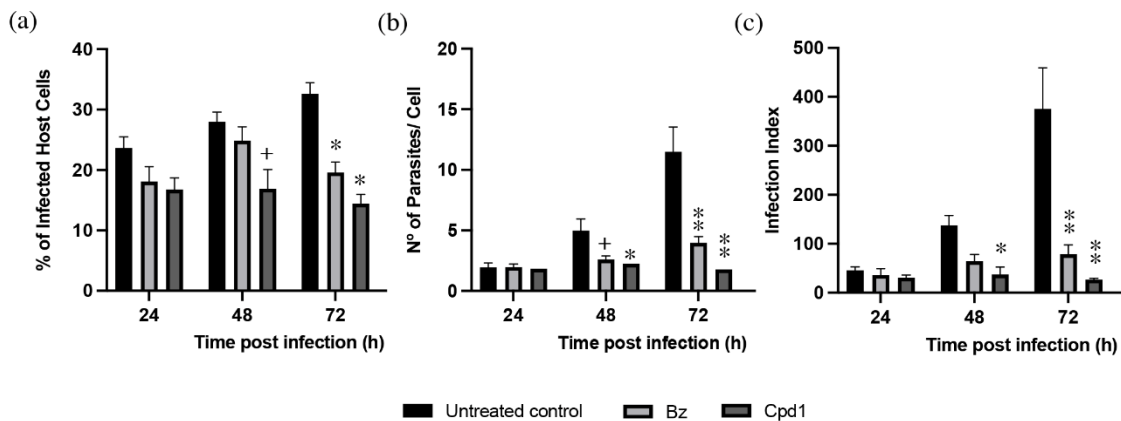 (a)
% of Infected Host Cells
40
30
20
10
0
+
*
*
24
48
72
Time post infection (h)
(b)
Nº of Parasites/ Cell
20
15
10
5
0
+
*
**
**
24
48
72
Time post infection (h)
(c)
Infection Index
500
400
300
200
100
0
*
**
**
24
48
72
Time post infection (h)
Untreated control
Bz
Cpd1